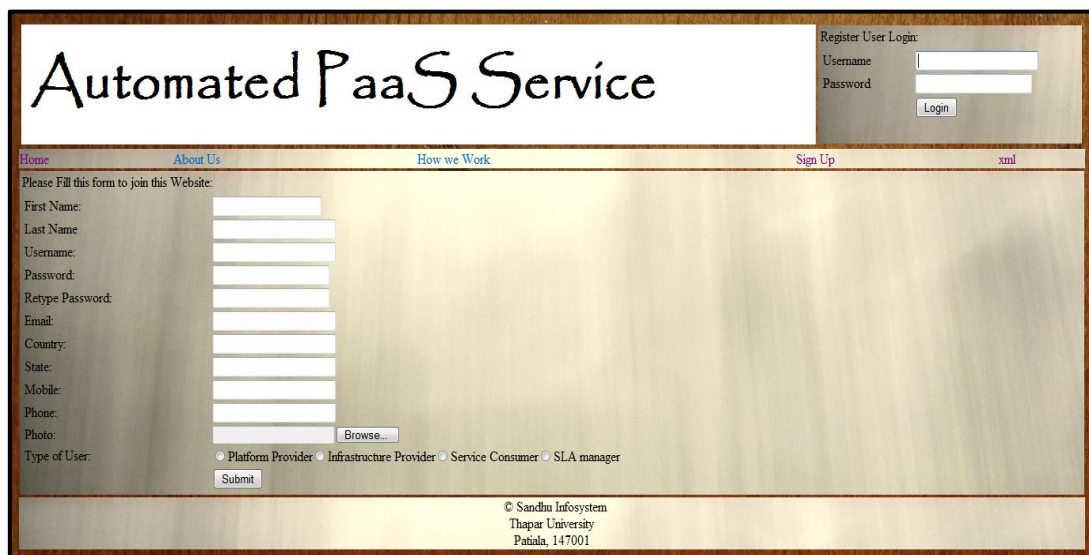 Automated PaaS Service
Register User Login:
Username
Password
Login
Home About Us How we Work Sign Up xml
Please Fill this form to join this Website:
First Name:
Last Name
Username:
Password:
Retype Password:
Email:
Country:
State:
Mobile:
Phone:
Photo: Browse...
Type of User: Platform Provider Infrastructure Provider Service Consumer SLA manager
Submit
© Sandhu Infosystem
Thapar University
Patiala, 147001